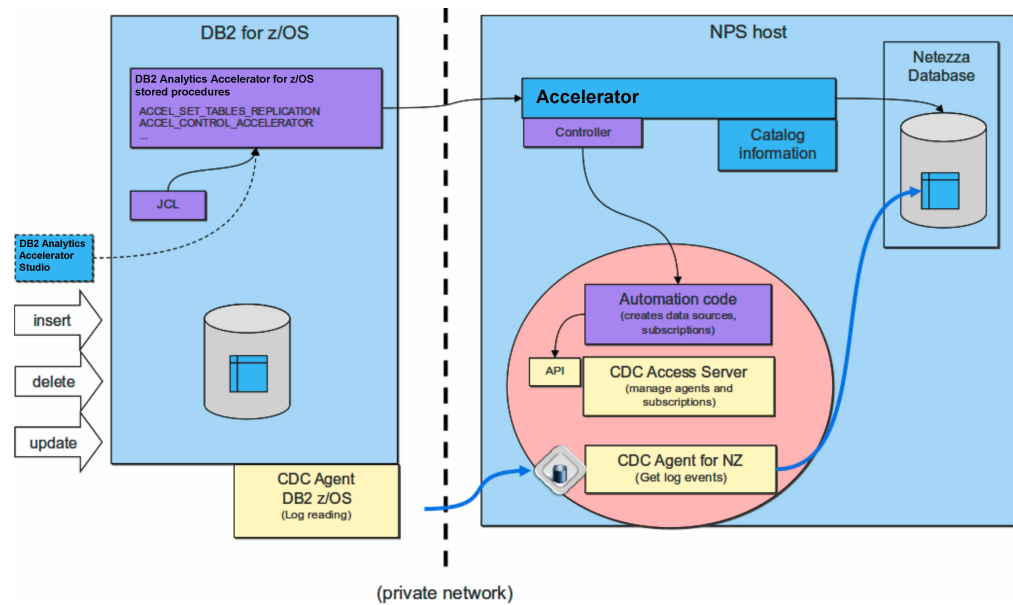 DB2 for z/OS
DB2 Analytics Accelerator for z/OS
stored procedures
ACCEL_SET_TABLES_REPLICATION
ACCEL_CONTROL_ACCELERATOR
...
JCL
DB2 Analytics
Accelerator
Studio
insert
delete
update
CDC Agent
DB2 z/OS
(Log reading)
NPS host
Accelerator
Controller
Catalog
information
Netezza
Database
Automation code
(creates data sources,
subscriptions)
API
CDC Access Server
(manage agents and
subscriptions)
CDC Agent for NZ
(Get log events)
(private network)